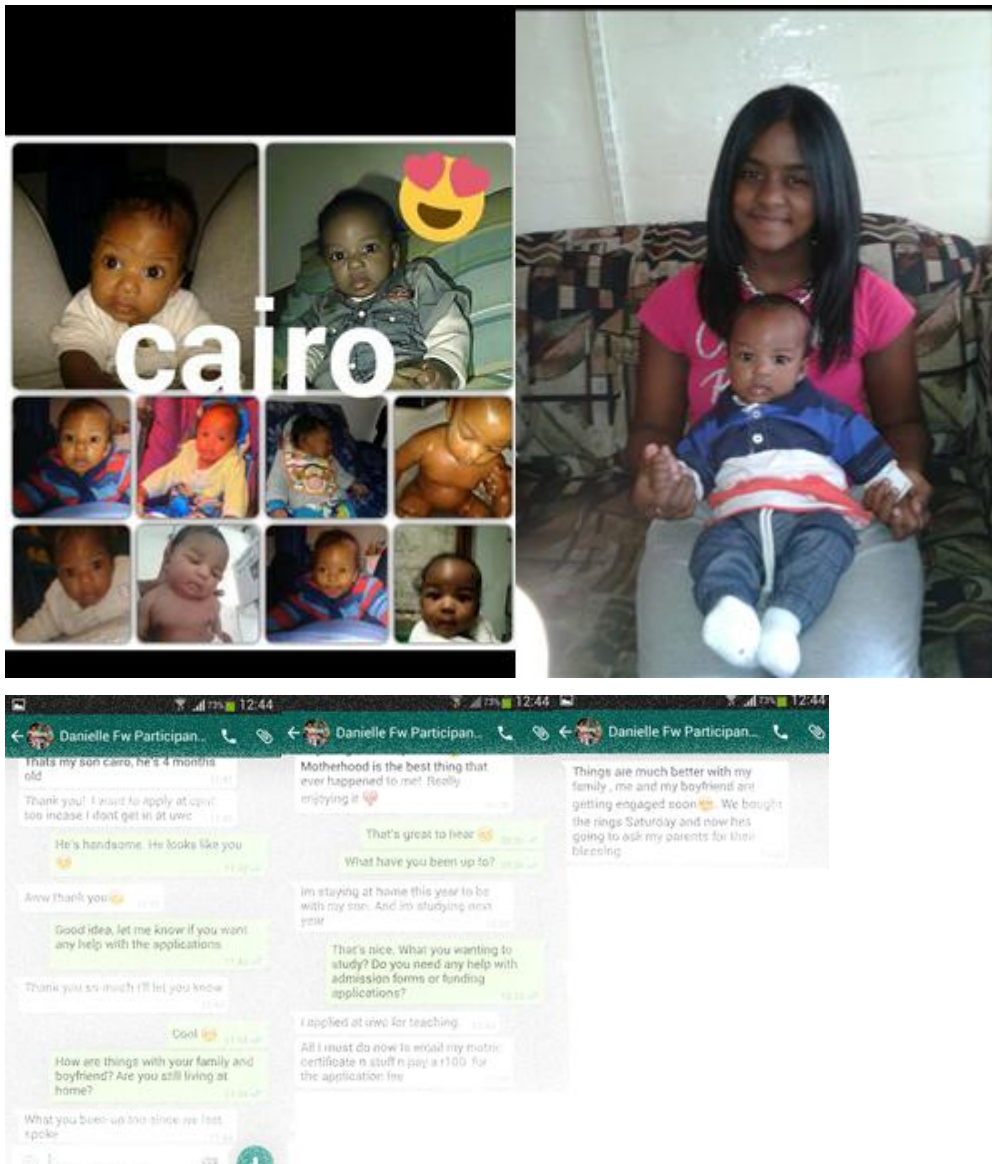 cairo
73% 12:44
Danielle Fw Participan...
Thats my son cairo, he's 4 months
old
Thank you! I want to apply at cput
too incase I dont get in at uwc
He's handsome. He looks like you
Aww thank you
Good idea, let me know if you want
any help with the applications
Thank you so much I'll let you know
Cool
How are things with your family and
boyfriend? Are you still living at
home?
What you been up too since we last
spoke
73% 12:44
Danielle Fw Participan...
Motherhood is the best thing that
ever happened to me! Really
enjoying it
That's great to hear
What have you been up to?
Im staying at home this year to be
with my son. And im studying next
year
That's nice. What you wanting to
study? Do you need any help with
admission forms or funding
applications?
I applied at uwc for teaching.
All I must do now is email my matric
certificate n stuff n pay a r100 for
the application fee
73% 12:44
Danielle Fw Participan...
Things are much better with my
family , me and my boyfriend are
getting engaged soon . We bought
the rings Saturday and now hes
going to ask my parents for their
blessing